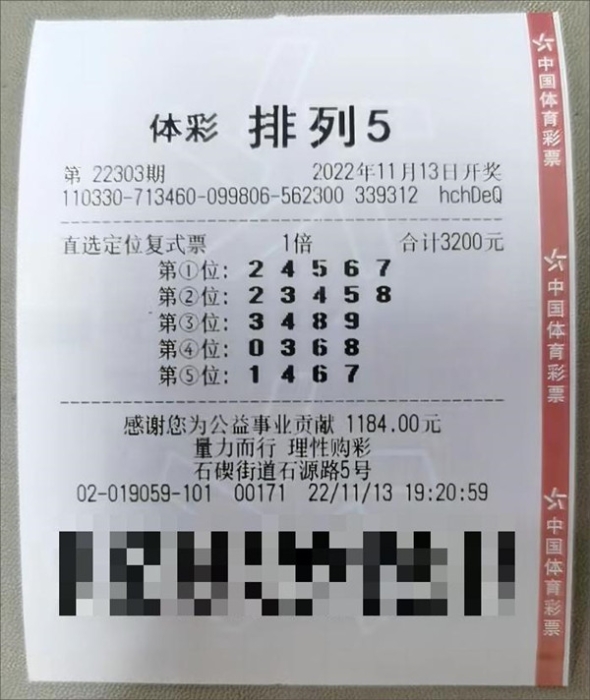 体彩 排列5
第 22303期 2022年11月13日开奖
110330-713460-099806-562300 339312 hchDeQ
直选定位复式票 1倍 合计3200元
第①位: 2 4 5 6 7
第②位: 2 3 4 5 8
第③位: 3 4 8 9
第④位: 0 3 6 8
第⑤位: 1 4 6 7
感谢您为公益事业贡献 1184.00元
量力而行 理性购彩
石碶街道石源路5号
02-019059-101 00171 22/11/13 19:20:59
中国体育彩票
中国体育彩票
中国体育彩票